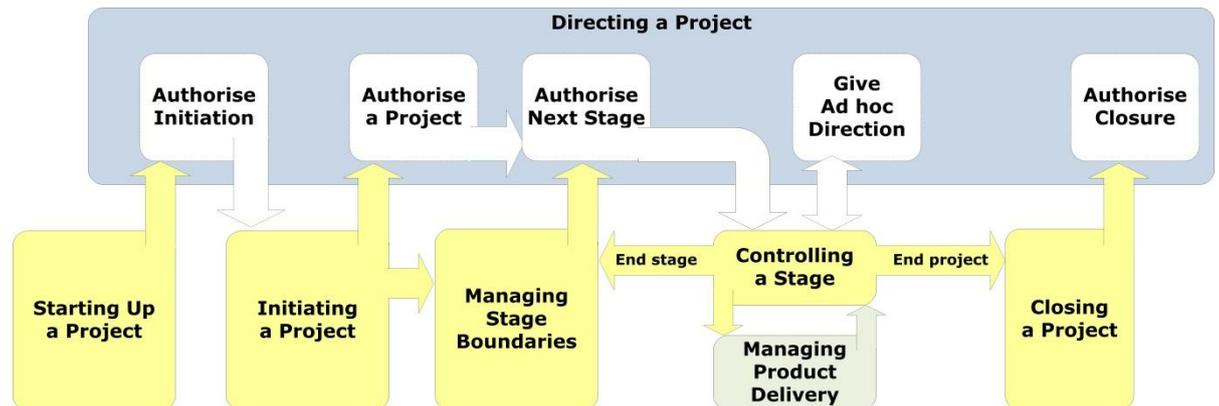 Directing a Project
Authorise
Initiation
Authorise
a Project
Authorise
Next Stage
Give
Ad hoc
Direction
Authorise
Closure
Starting Up
a Project
Initiating
a Project
Managing
Stage
Boundaries
End stage
Controlling
a Stage
End project
Closing
a Project
Managing
Product
Delivery